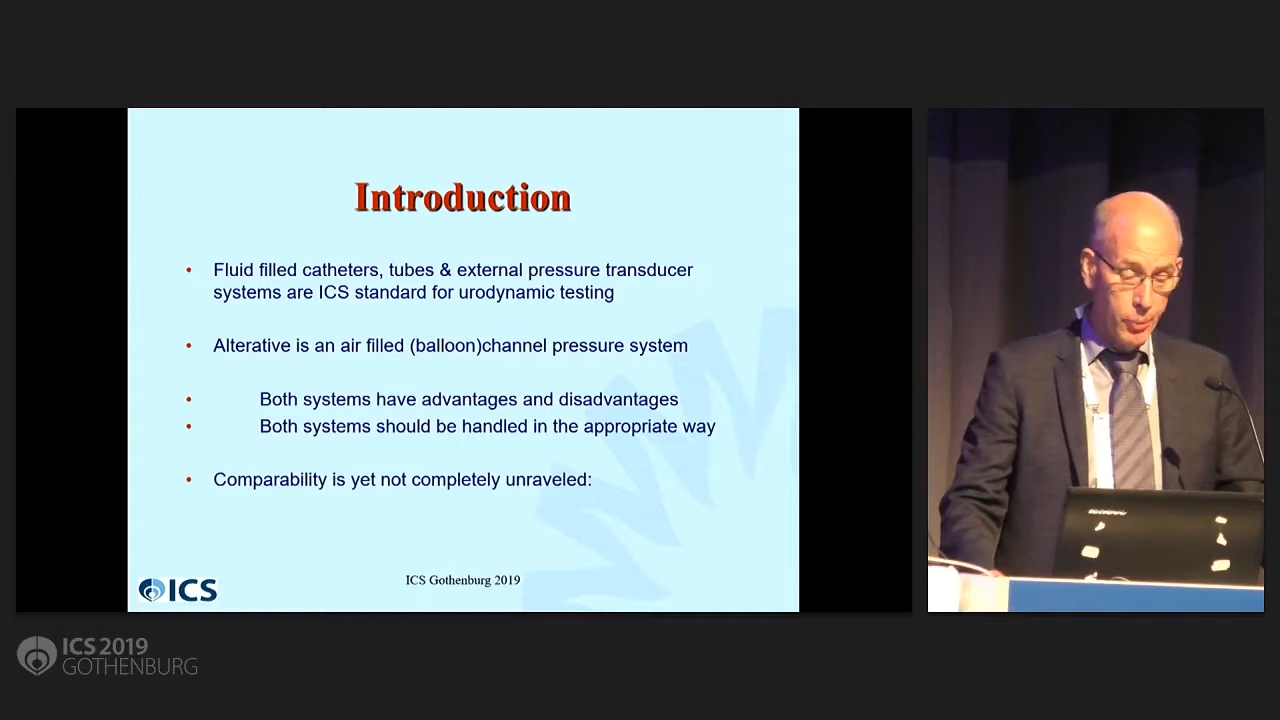 Introduction
• Fluid filled catheters, tubes & external pressure transducer
systems are ICS standard for urodynamic testing
• Alterative is an air filled (balloon)channel pressure system
• Both systems have advantages and disadvantages
• Both systems should be handled in the appropriate way
• Comparability is yet not completely unraveled:
ICS
ICS Gothenburg 2019
ICS 2019
GOTHENBURG